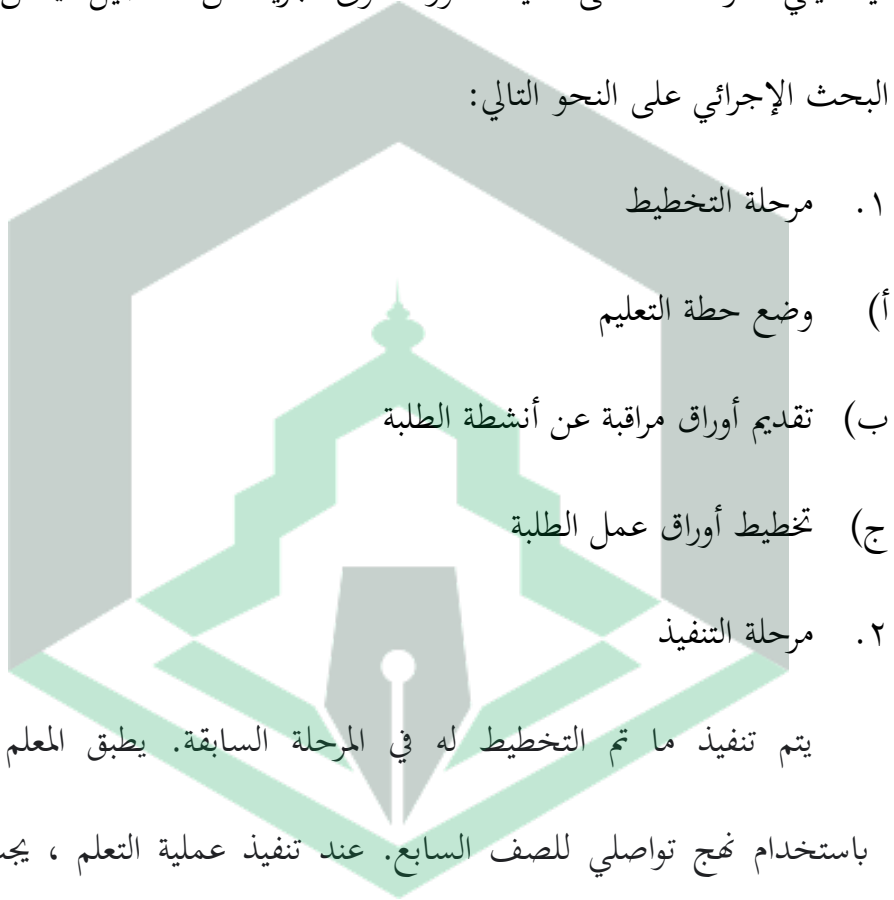 البحث الإجرائي على النحو التالي:
١. مرحلة التخطيط
أ) وضع حطة التعليم
ب) تقديم أوراق مراقبة عن أنشطة الطلبة
ج) تخطيط أوراق عمل الطلبة
٢. مرحلة التنفيذ
يتم تنفيذ ما تم التخطيط له في المرحلة السابقة. يطبق المعلم
باستخدام نهج تواصلي للصف السابع. عند تنفيذ عملية التعلم ،